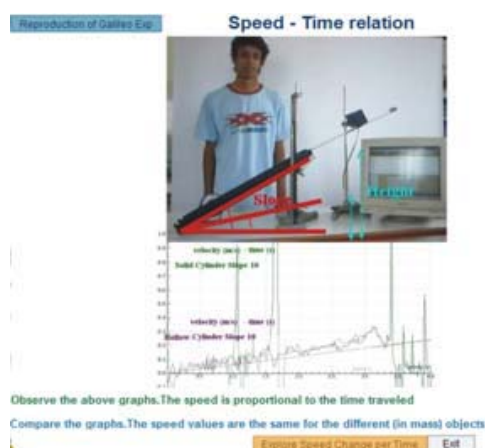 Reproduction of Galileo Exp
Speed - Time relation
Slope
Height
velocity (m/s) - time (s)
Solid Cylinder Slope 10
velocity (m/s) - time (s)
Hollow Cylinder Slope 10
Observe the above graphs.The speed is proportional to the time traveled
Compare the graphs.The speed values are the same for the different (in mass) objects
Explore Speed Change per Time
Exit